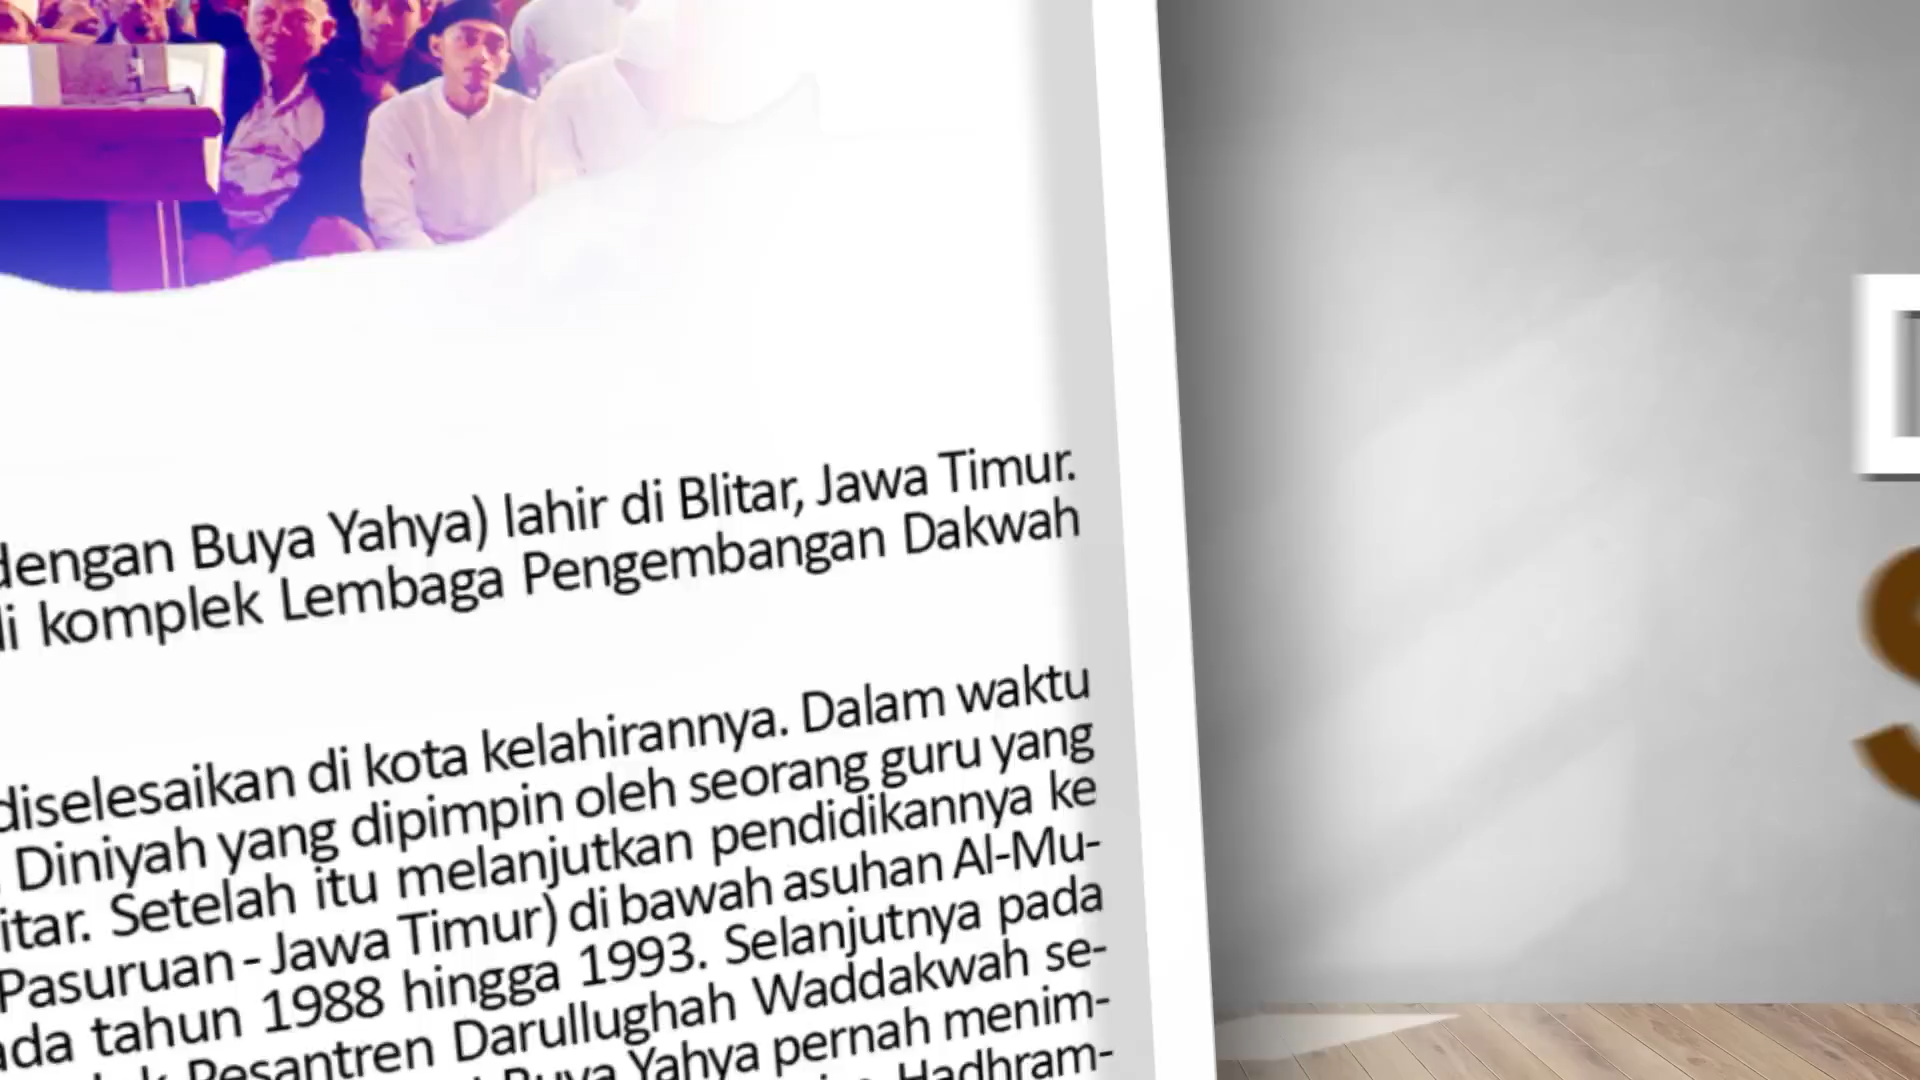 dengan Buya Yahya) lahir di Blitar, Jawa Timur.
di komplek Lembaga Pengembangan Dakwah
diselesaikan di kota kelahirannya. Dalam waktu
Diniyah yang dipimpin oleh seorang guru yang
itar. Setelah itu melanjutkan pendidikannya ke
Pasuruan - Jawa Timur) di bawah asuhan Al-Mu-
ada tahun 1988 hingga 1993. Selanjutnya pada
Pesantren Darullughah Waddakwah se-
Buya Yahya pernah menim-
Hadhram-
D
S